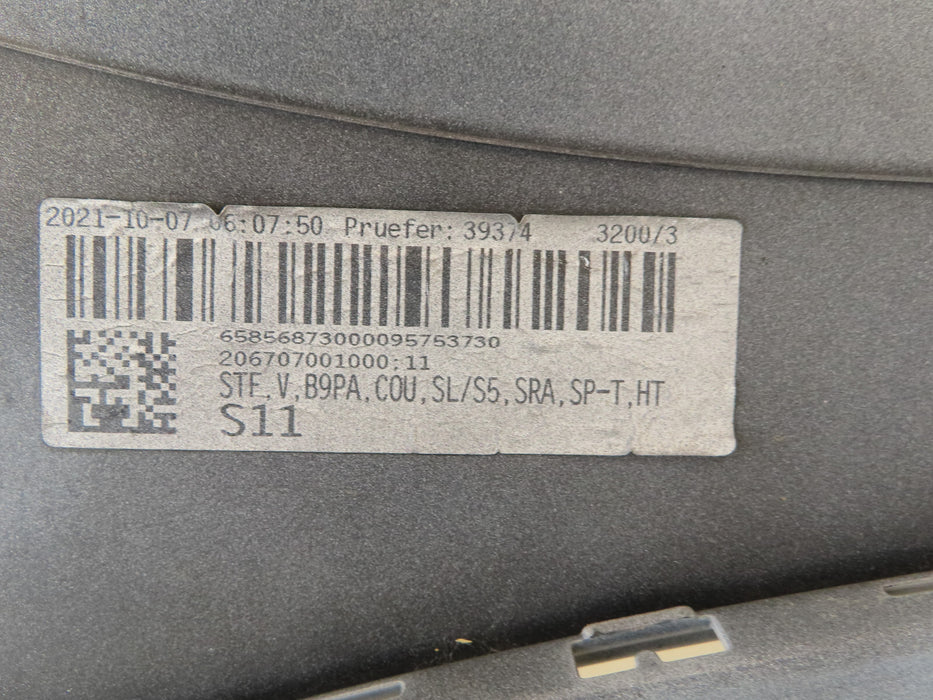 2021-10-07 06:07:50 Pruefer: 39374 3200/3
65856873000095753730
206707001000;11
STF,V,B9PA,COU,SL/S5,SRA,SP-T,HT
S11